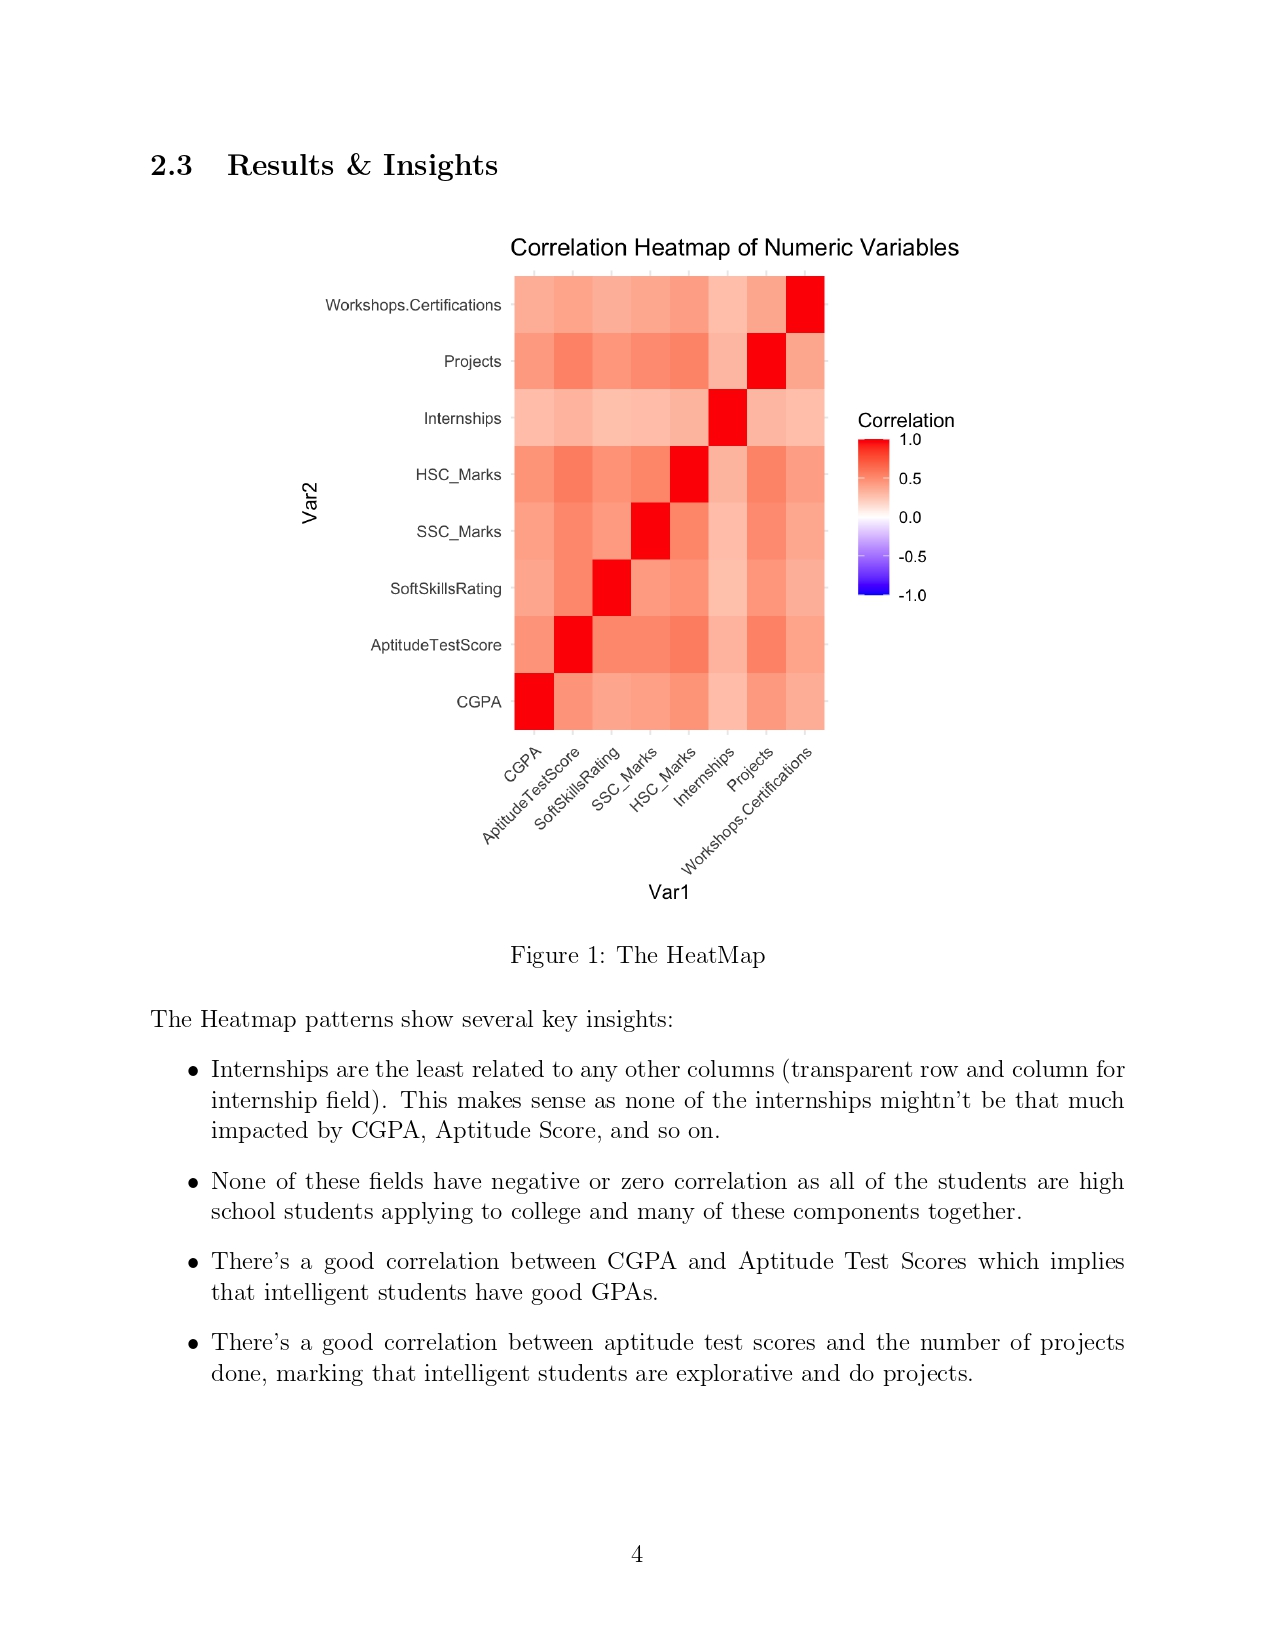 2.3 Results & Insights
Correlation Heatmap of Numeric Variables
Workshops.Certifications
Projects
Internships
HSC_Marks
SSC_Marks
SoftSkillsRating
AptitudeTestScore
CGPA
Var2
CGPA
AptitudeTestScore
SoftSkillsRating
SSC_Marks
HSC_Marks
Internships
Projects
Workshops.Certifications
Var1
Correlation
1.0
0.5
0.0
-0.5
-1.0
Figure 1: The HeatMap
The Heatmap patterns show several key insights:
• Internships are the least related to any other columns (transparent row and column for
internship field). This makes sense as none of the internships mightn't be that much
impacted by CGPA, Aptitude Score, and so on.
• None of these fields have negative or zero correlation as all of the students are high
school students applying to college and many of these components together.
• There's a good correlation between CGPA and Aptitude Test Scores which implies
that intelligent students have good GPAs.
• There's a good correlation between aptitude test scores and the number of projects
done, marking that intelligent students are explorative and do projects.
4